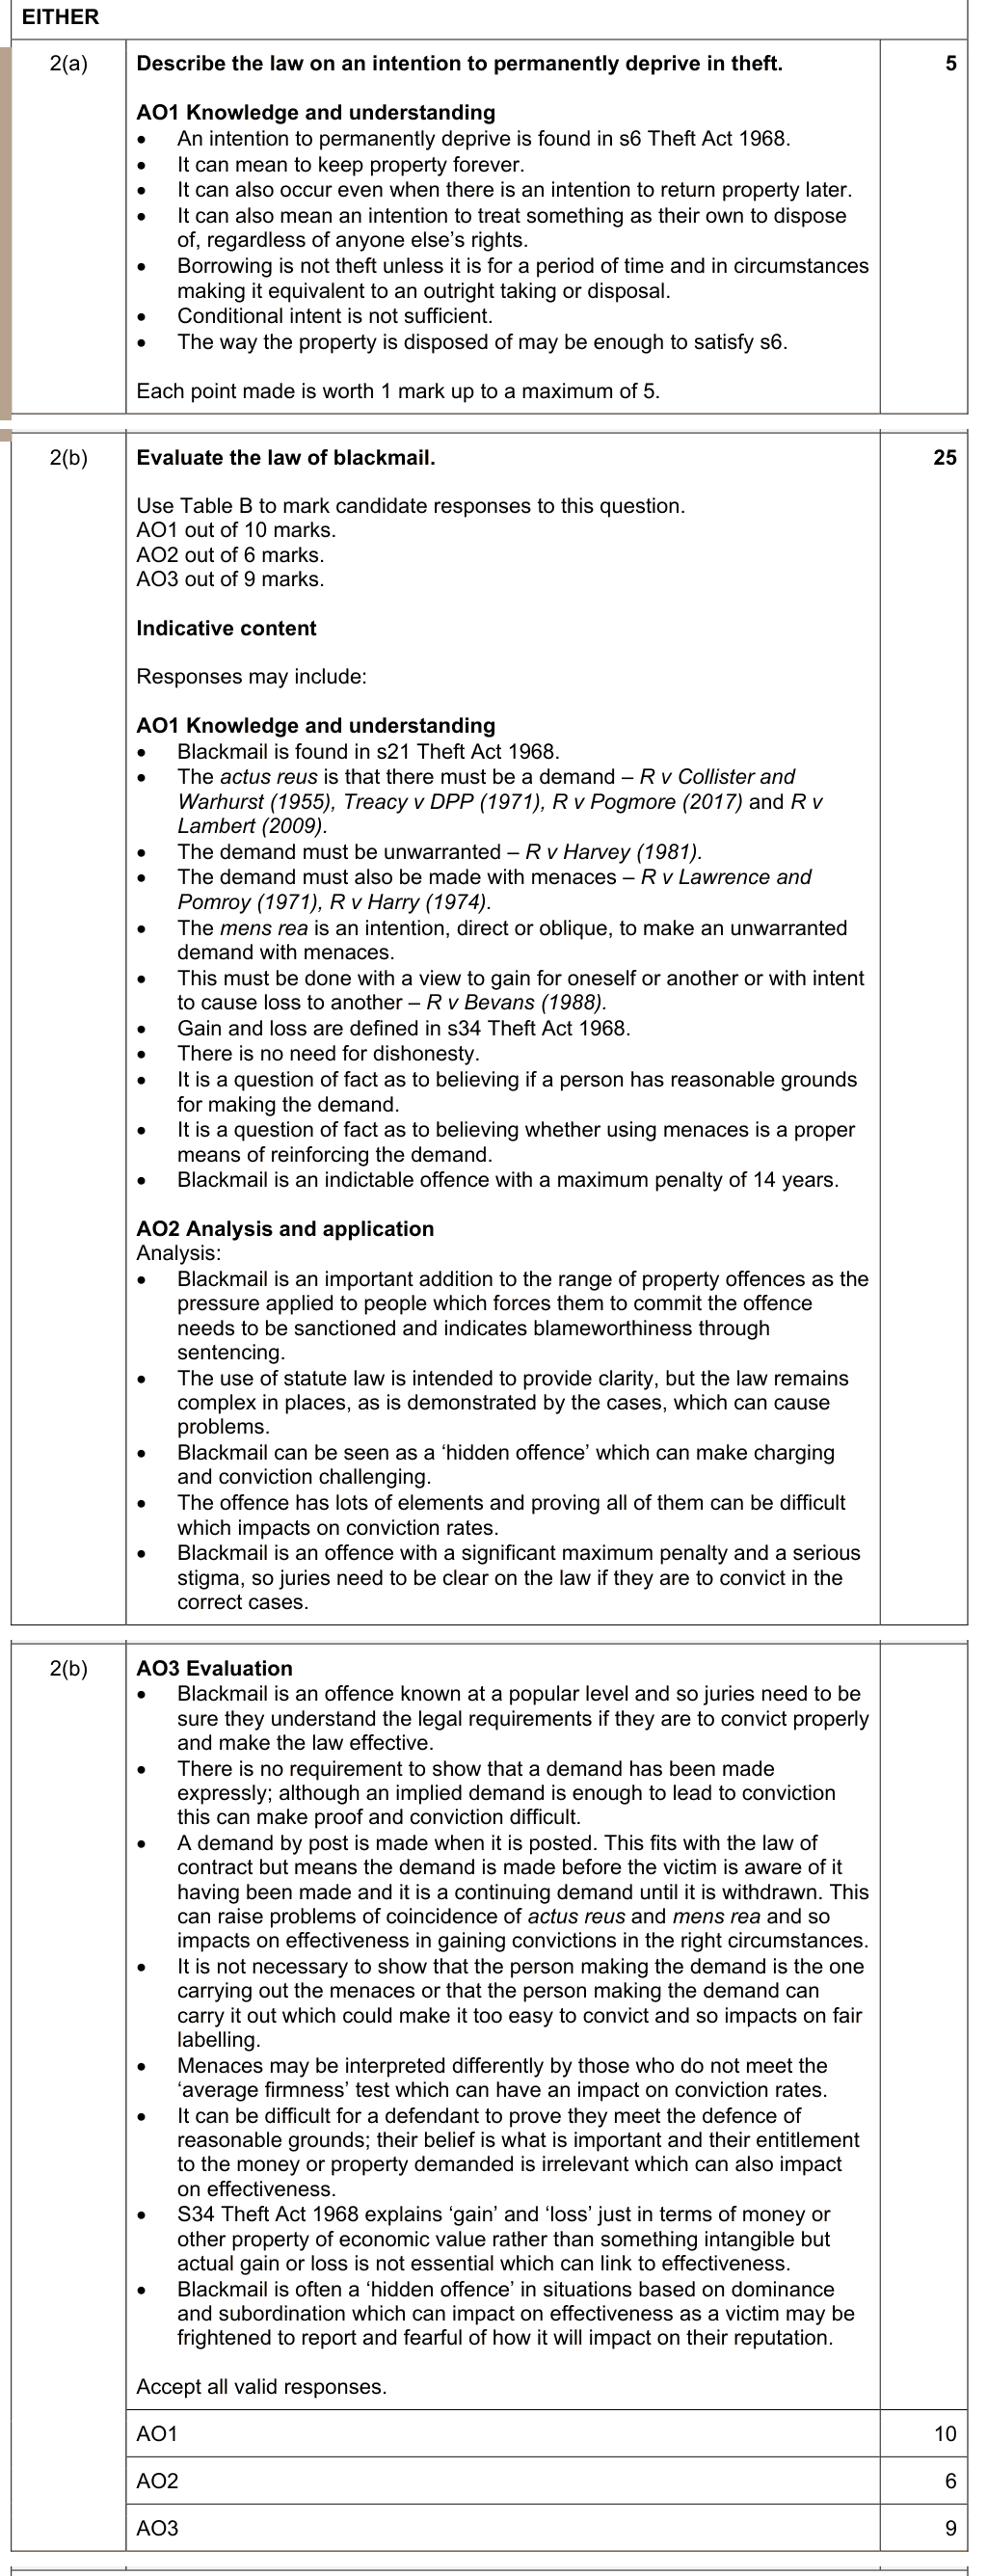 EITHER
2(a)
Describe the law on an intention to permanently deprive in theft.
5
AO1 Knowledge and understanding
• An intention to permanently deprive is found in s6 Theft Act 1968.
• It can mean to keep property forever.
• It can also occur even when there is an intention to return property later.
• It can also mean an intention to treat something as their own to dispose
of, regardless of anyone else’s rights.
• Borrowing is not theft unless it is for a period of time and in circumstances
making it equivalent to an outright taking or disposal.
• Conditional intent is not sufficient.
• The way the property is disposed of may be enough to satisfy s6.
Each point made is worth 1 mark up to a maximum of 5.
2(b)
Evaluate the law of blackmail.
25
Use Table B to mark candidate responses to this question.
AO1 out of 10 marks.
AO2 out of 6 marks.
AO3 out of 9 marks.
Indicative content
Responses may include:
AO1 Knowledge and understanding
• Blackmail is found in s21 Theft Act 1968.
• The actus reus is that there must be a demand – R v Collister and
Warhurst (1955), Treacy v DPP (1971), R v Pogmore (2017) and R v
Lambert (2009).
• The demand must be unwarranted – R v Harvey (1981).
• The demand must also be made with menaces – R v Lawrence and
Pomroy (1971), R v Harry (1974).
• The mens rea is an intention, direct or oblique, to make an unwarranted
demand with menaces.
• This must be done with a view to gain for oneself or another or with intent
to cause loss to another – R v Bevans (1988).
• Gain and loss are defined in s34 Theft Act 1968.
• There is no need for dishonesty.
• It is a question of fact as to believing if a person has reasonable grounds
for making the demand.
• It is a question of fact as to believing whether using menaces is a proper
means of reinforcing the demand.
• Blackmail is an indictable offence with a maximum penalty of 14 years.
AO2 Analysis and application
Analysis:
• Blackmail is an important addition to the range of property offences as the
pressure applied to people which forces them to commit the offence
needs to be sanctioned and indicates blameworthiness through
sentencing.
• The use of statute law is intended to provide clarity, but the law remains
complex in places, as is demonstrated by the cases, which can cause
problems.
• Blackmail can be seen as a ‘hidden offence’ which can make charging
and conviction challenging.
• The offence has lots of elements and proving all of them can be difficult
which impacts on conviction rates.
• Blackmail is an offence with a significant maximum penalty and a serious
stigma, so juries need to be clear on the law if they are to convict in the
correct cases.
2(b)
AO3 Evaluation
• Blackmail is an offence known at a popular level and so juries need to be
sure they understand the legal requirements if they are to convict properly
and make the law effective.
• There is no requirement to show that a demand has been made
expressly; although an implied demand is enough to lead to conviction
this can make proof and conviction difficult.
• A demand by post is made when it is posted. This fits with the law of
contract but means the demand is made before the victim is aware of it
having been made and it is a continuing demand until it is withdrawn. This
can raise problems of coincidence of actus reus and mens rea and so
impacts on effectiveness in gaining convictions in the right circumstances.
• It is not necessary to show that the person making the demand is the one
carrying out the menaces or that the person making the demand can
carry it out which could make it too easy to convict and so impacts on fair
labelling.
• Menaces may be interpreted differently by those who do not meet the
‘average firmness’ test which can have an impact on conviction rates.
• It can be difficult for a defendant to prove they meet the defence of
reasonable grounds; their belief is what is important and their entitlement
to the money or property demanded is irrelevant which can also impact
on effectiveness.
• S34 Theft Act 1968 explains ‘gain’ and ‘loss’ just in terms of money or
other property of economic value rather than something intangible but
actual gain or loss is not essential which can link to effectiveness.
• Blackmail is often a ‘hidden offence’ in situations based on dominance
and subordination which can impact on effectiveness as a victim may be
frightened to report and fearful of how it will impact on their reputation.
Accept all valid responses.
AO1 10
AO2 6
AO3 9